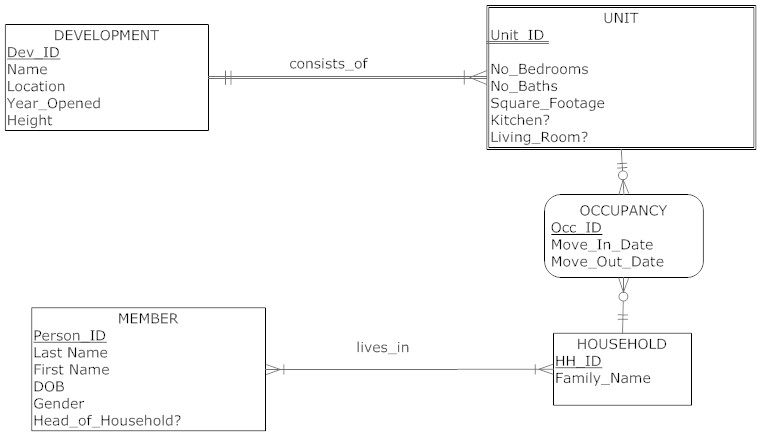 DEVELOPMENT
Dev_ID
Name
Location
Year_Opened
Height
consists_of
UNIT
Unit_ID
No_Bedrooms
No_Baths
Square_Footage
Kitchen?
Living_Room?
OCCUPANCY
Occ_ID
Move_In_Date
Move_Out_Date
MEMBER
Person_ID
Last Name
First Name
DOB
Gender
Head_of_Household?
lives_in
HOUSEHOLD
HH_ID
Family_Name